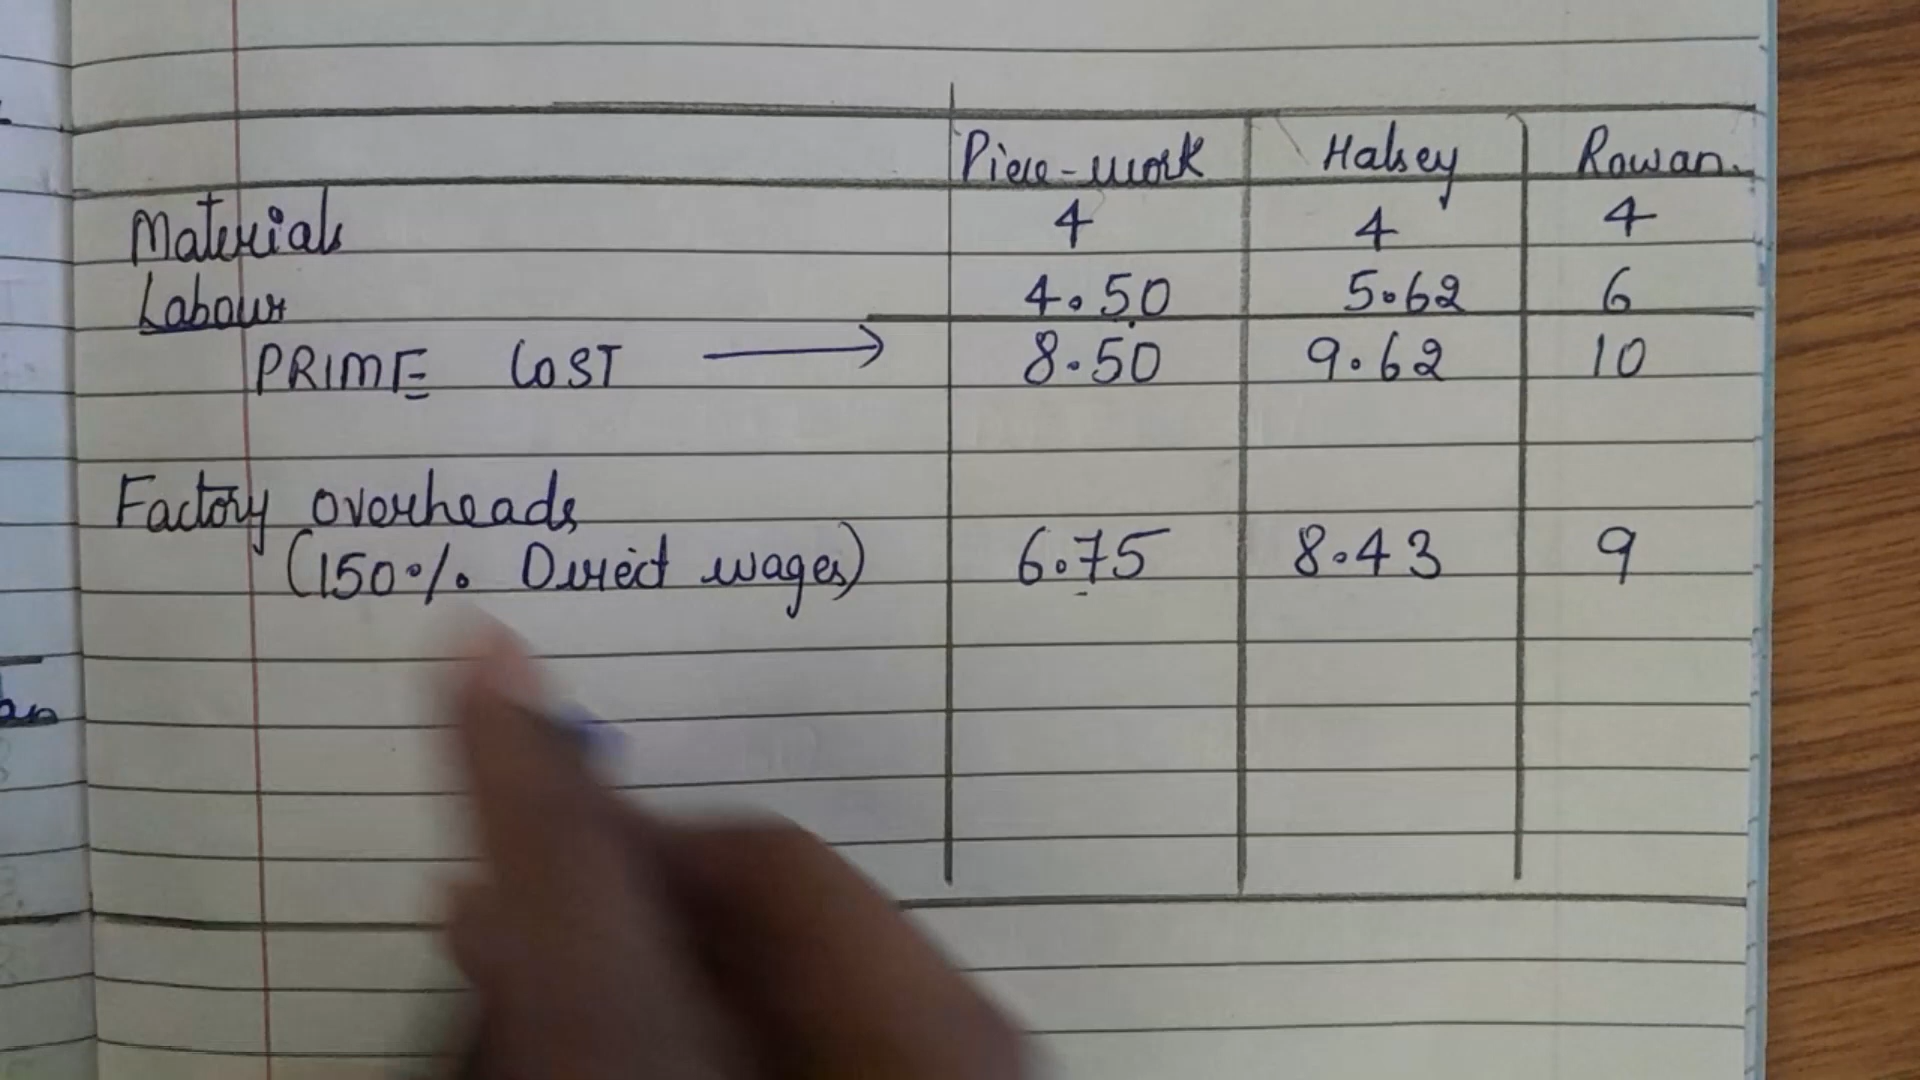 Piece-work Halsey Rowan.
Materials 4 4 4
Labour 4.50 5.62 6
PRIME COST → 8.50 9.62 10
Factory overheads
(150% Direct wages) 6.75 8.43 9